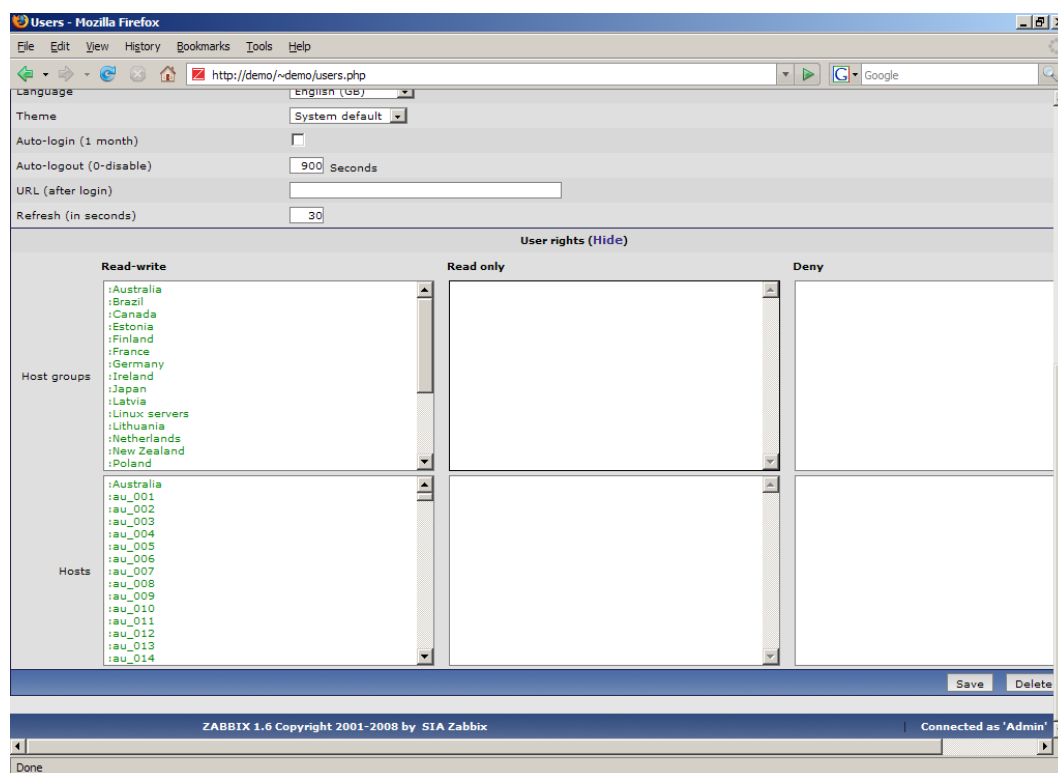 Users - Mozilla Firefox
File Edit View History Bookmarks Tools Help
http://demo/~demo/users.php
G Google
Language English (GB)
Theme System default
Auto-login (1 month)
Auto-logout (0-disable) 900 Seconds
URL (after login)
Refresh (in seconds) 30
User rights (Hide)
Read-write Read only Deny
Host groups
:Australia
:Brazil
:Canada
:Estonia
:Finland
:France
:Germany
:Ireland
:Japan
:Latvia
:Linux servers
:Lithuania
:Netherlands
:New Zealand
:Poland
Hosts
:Australia
:au_001
:au_002
:au_003
:au_004
:au_005
:au_006
:au_007
:au_008
:au_009
:au_010
:au_011
:au_012
:au_013
:au_014
Save Delete
ZABBIX 1.6 Copyright 2001-2008 by SIA Zabbix | Connected as 'Admin'
Done